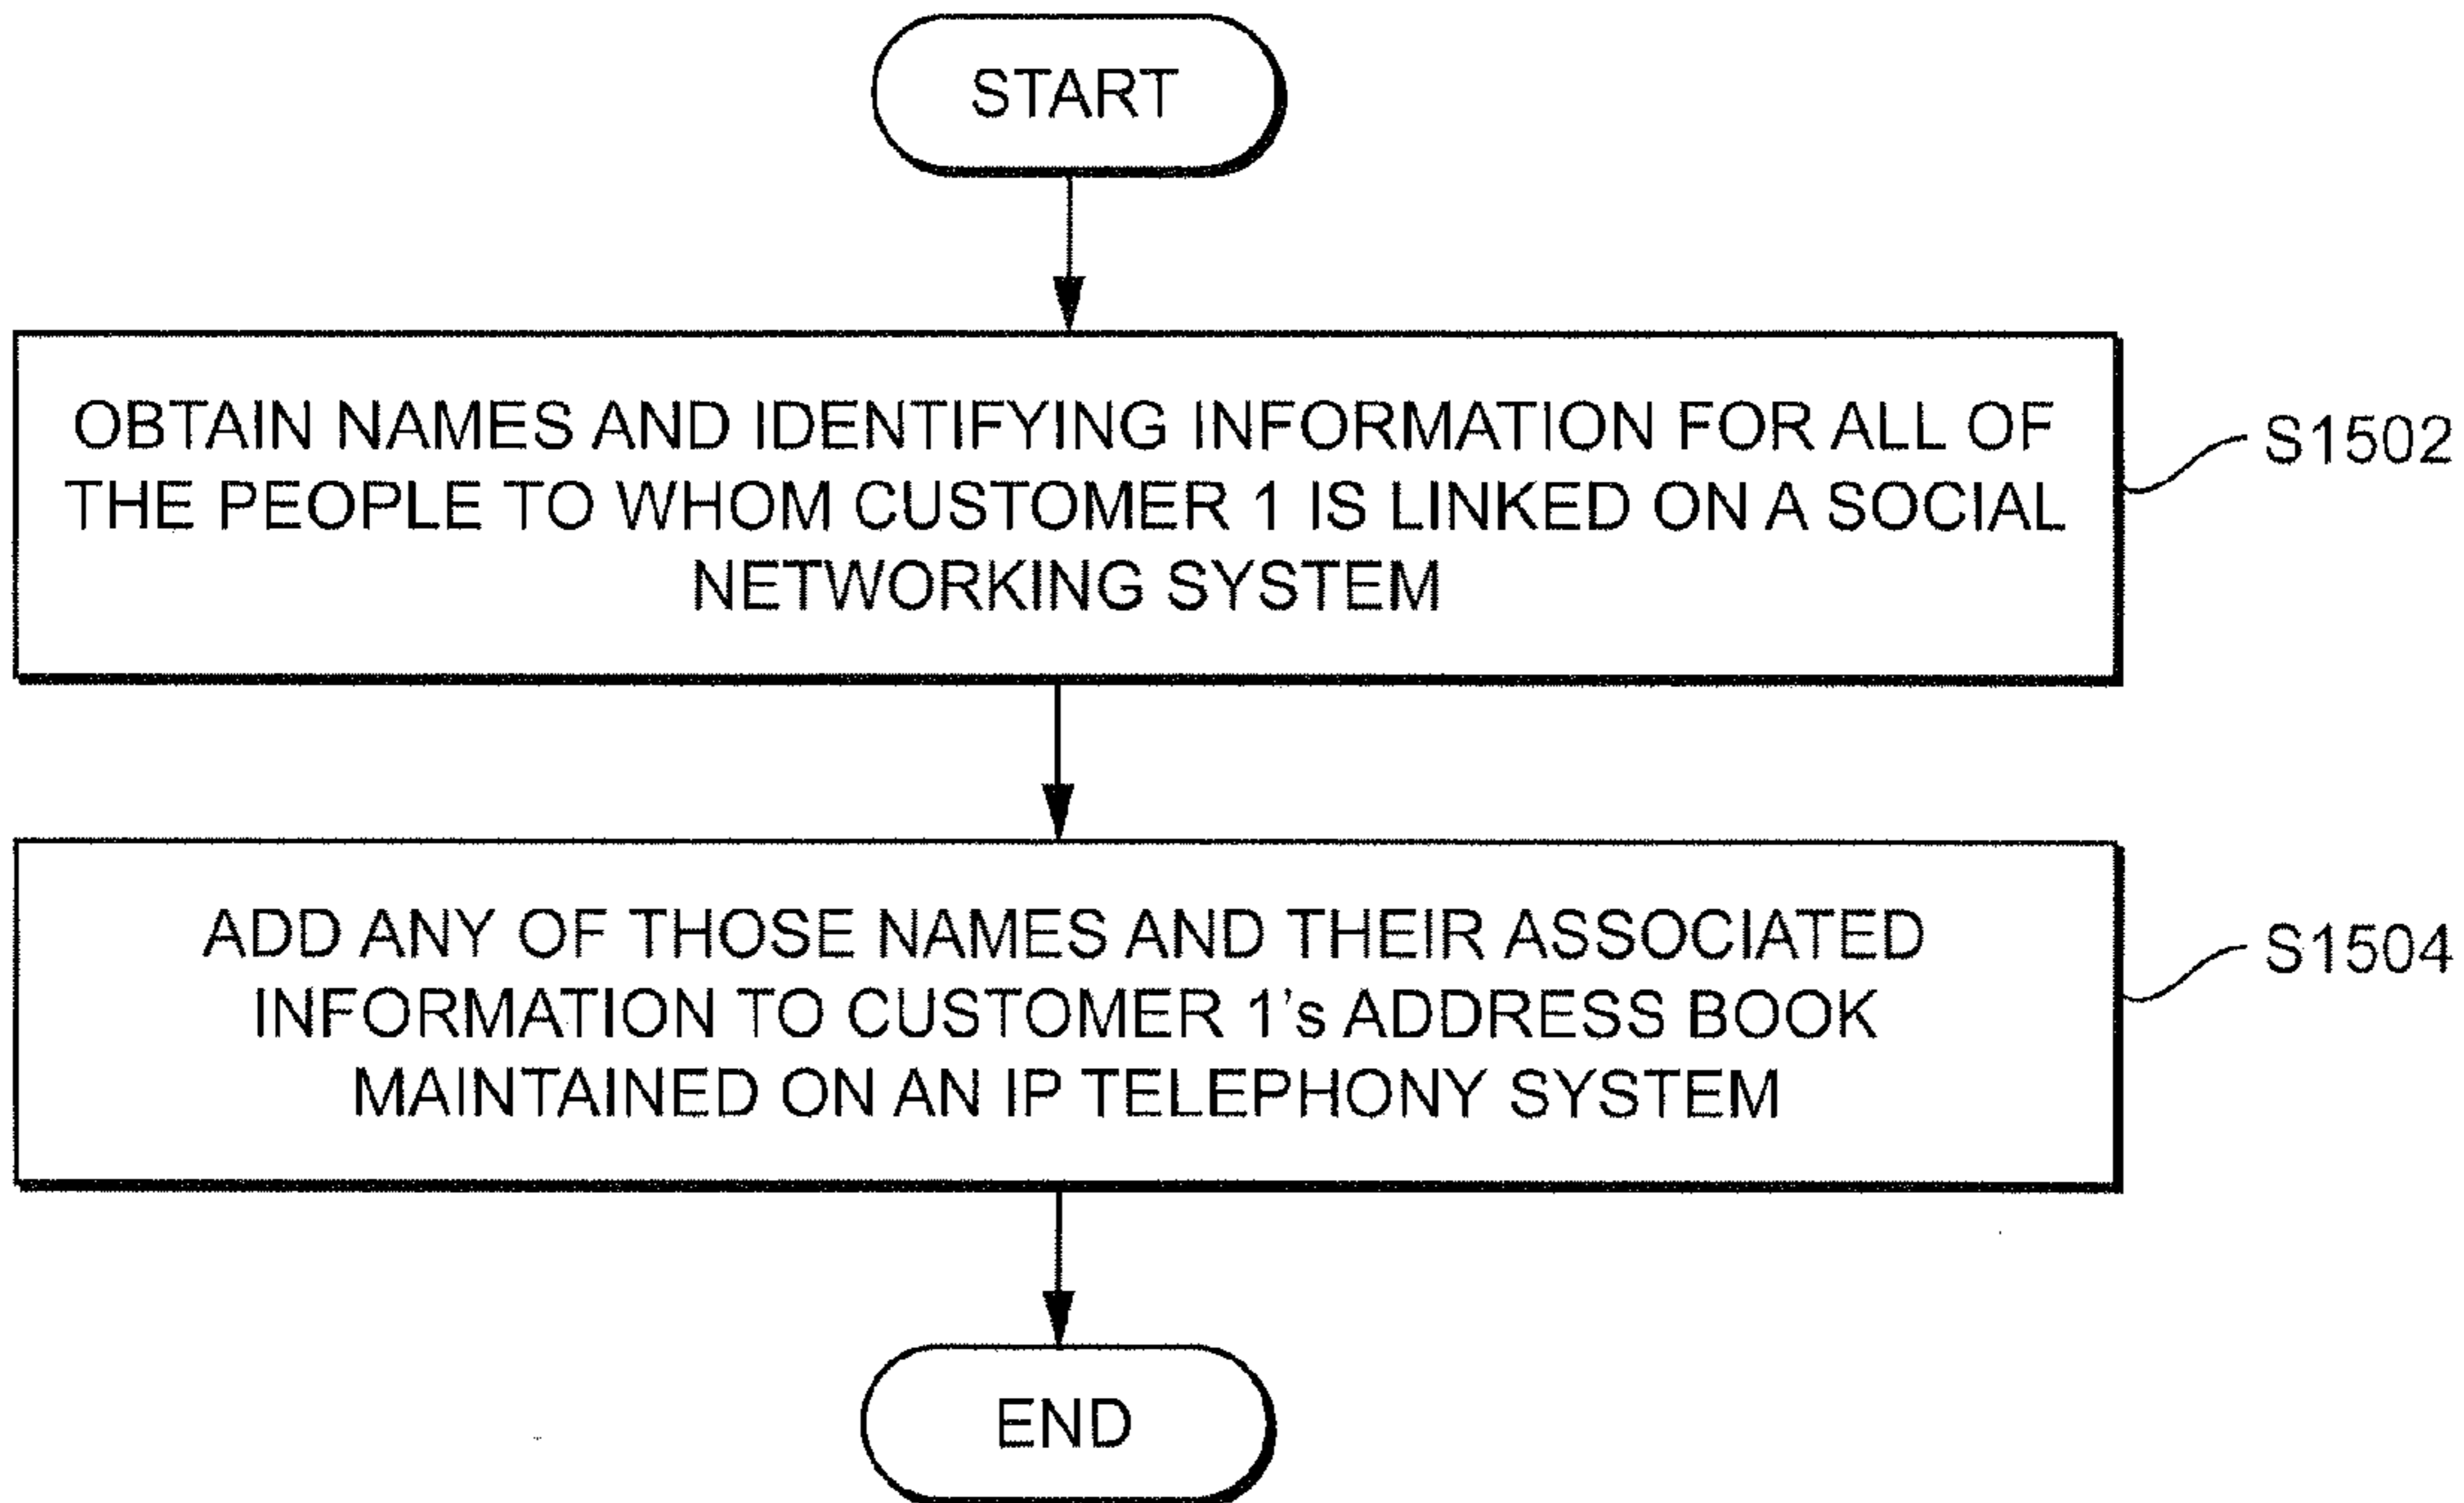 START
OBTAIN NAMES AND IDENTIFYING INFORMATION FOR ALL OF
THE PEOPLE TO WHOM CUSTOMER 1 IS LINKED ON A SOCIAL
NETWORKING SYSTEM
S1502
ADD ANY OF THOSE NAMES AND THEIR ASSOCIATED
INFORMATION TO CUSTOMER 1's ADDRESS BOOK
MAINTAINED ON AN IP TELEPHONY SYSTEM
S1504
END